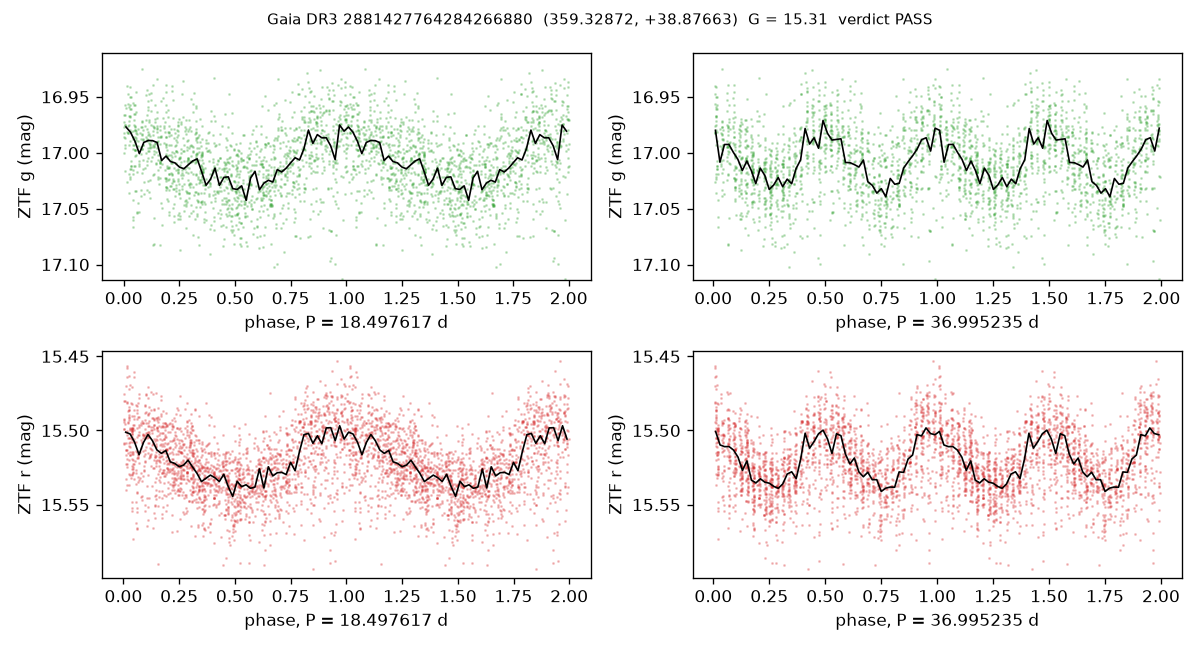 Gaia DR3 2881427764284266880 (359.32872, +38.87663) G = 15.31 verdict PASS
ZTF g (mag)
16.95
17.00
17.05
17.10
0.00 0.25 0.50 0.75 1.00 1.25 1.50 1.75 2.00
phase, P = 18.497617 d
ZTF g (mag)
16.95
17.00
17.05
17.10
0.00 0.25 0.50 0.75 1.00 1.25 1.50 1.75 2.00
phase, P = 36.995235 d
ZTF r (mag)
15.45
15.50
15.55
0.00 0.25 0.50 0.75 1.00 1.25 1.50 1.75 2.00
phase, P = 18.497617 d
ZTF r (mag)
15.45
15.50
15.55
0.00 0.25 0.50 0.75 1.00 1.25 1.50 1.75 2.00
phase, P = 36.995235 d